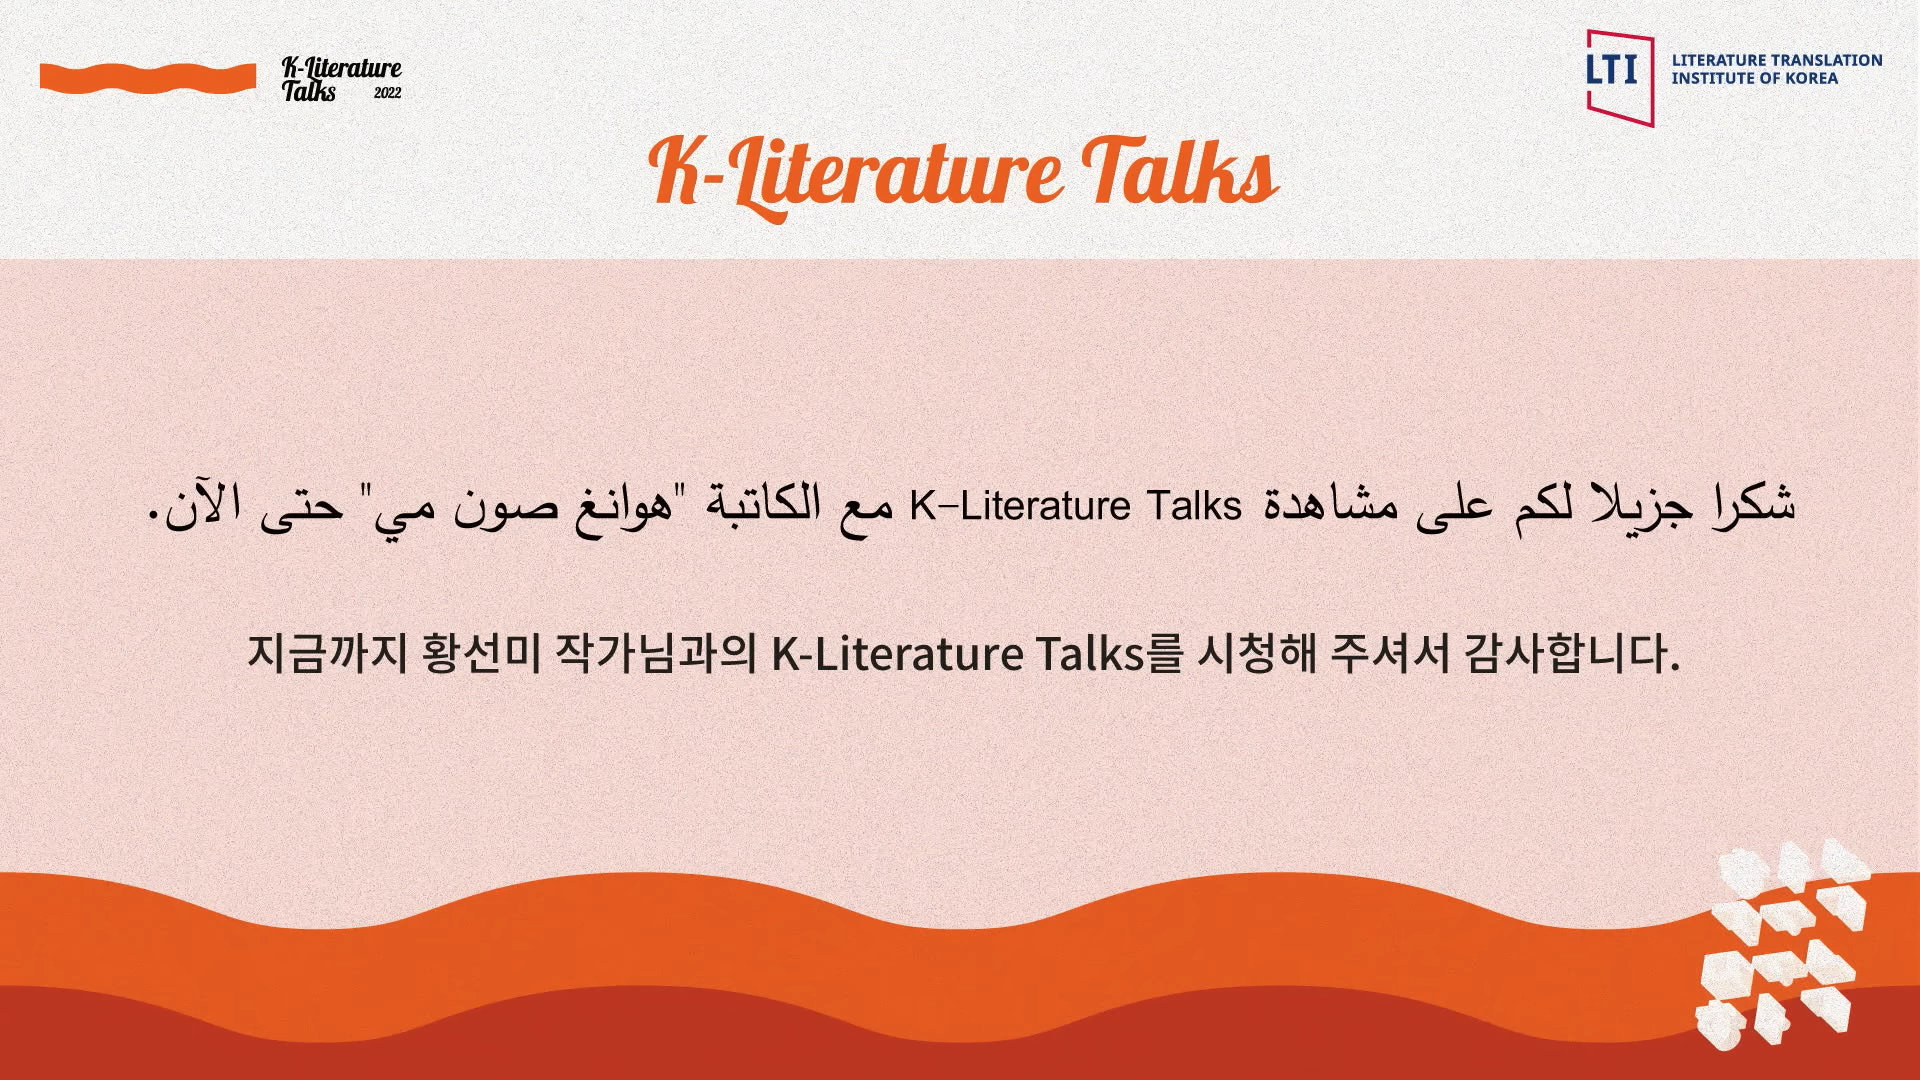 K-Literature
Talks 2022
LTI
LITERATURE TRANSLATION
INSTITUTE OF KOREA
K-Literature Talks
شكرا جزيلا لكم على مشاهدة K-Literature Talks مع الكاتبة "هوانغ صون مي" حتى الآن.
지금까지 황선미 작가님과의 K-Literature Talks를 시청해 주셔서 감사합니다.